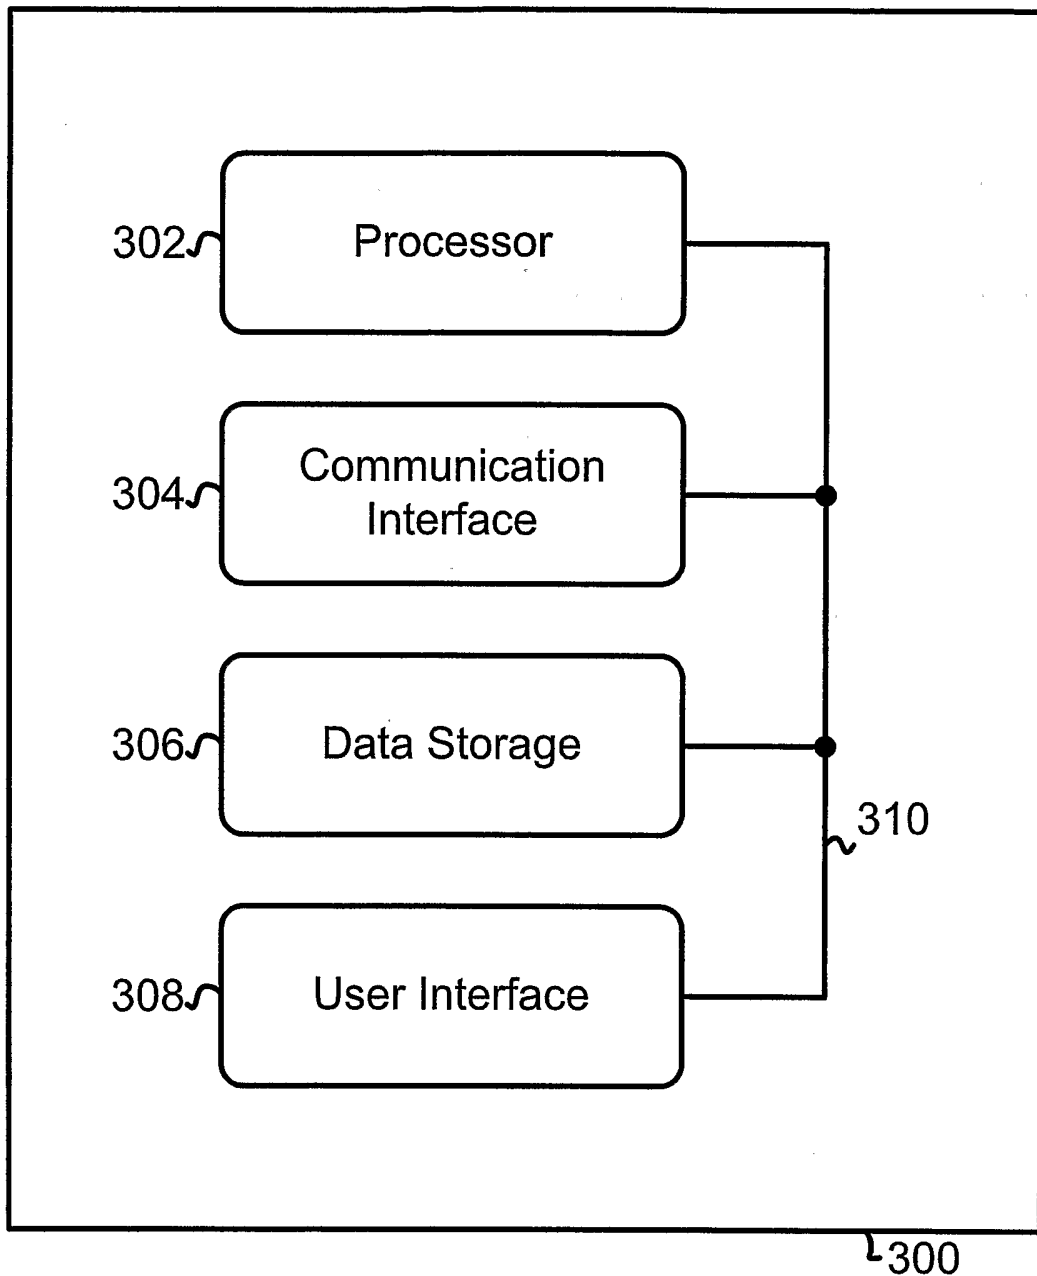 302
Processor
304
Communication
Interface
306
Data Storage
310
308
User Interface
300